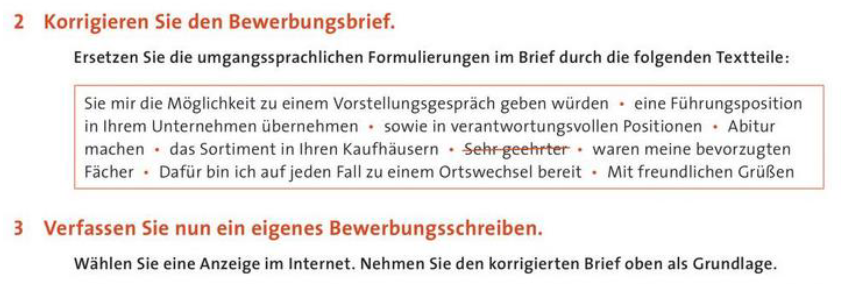 2 Korrigieren Sie den Bewerbungsbrief.
Ersetzen Sie die umgangssprachlichen Formulierungen im Brief durch die folgenden Textteile:
Sie mir die Möglichkeit zu einem Vorstellungsgespräch geben würden • eine Führungsposition
in Ihrem Unternehmen übernehmen • sowie in verantwortungsvollen Positionen • Abitur
machen • das Sortiment in Ihren Kaufhäusern • Sehr geehrter • waren meine bevorzugten
Fächer • Dafür bin ich auf jeden Fall zu einem Ortswechsel bereit • Mit freundlichen Grüßen
3 Verfassen Sie nun ein eigenes Bewerbungsschreiben.
Wählen Sie eine Anzeige im Internet. Nehmen Sie den korrigierten Brief oben als Grundlage.